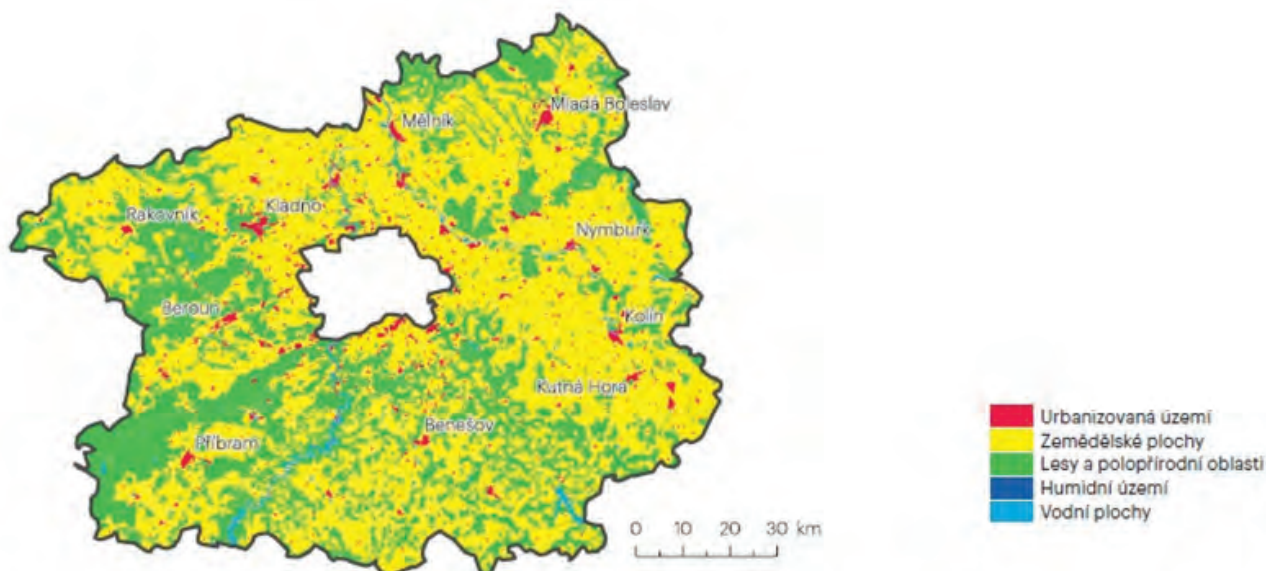 Mladá Boleslav
Mělník
Rakovník
Kladno
Nymburk
Beroun
Kolín
Kutná Hora
Benešov
Příbram
Urbanizovaná území
Zemědělské plochy
Lesy a polopřírodní oblasti
Humidní území
Vodní plochy
0 10 20 30 km